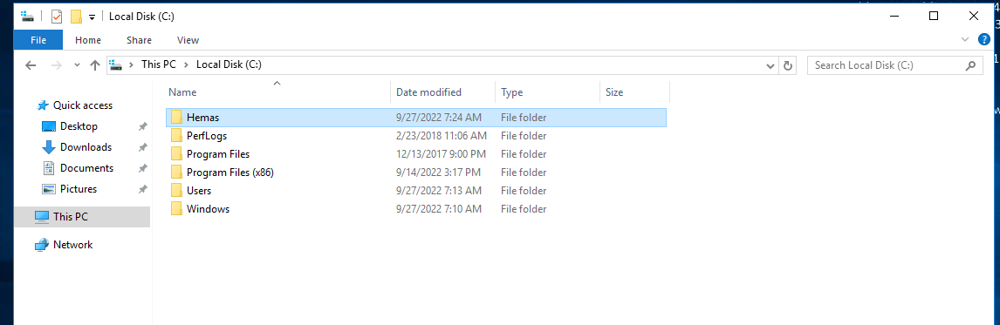 Local Disk (C:)
File Home Share View
This PC Local Disk (C:) Search Local Disk (C:)
Name Date modified Type Size
Quick access
Desktop
Downloads
Documents
Pictures
This PC
Network
Hemas 9/27/2022 7:24 AM File folder
PerfLogs 2/23/2018 11:06 AM File folder
Program Files 12/13/2017 9:00 PM File folder
Program Files (x86) 9/14/2022 3:17 PM File folder
Users 9/27/2022 7:13 AM File folder
Windows 9/27/2022 7:10 AM File folder